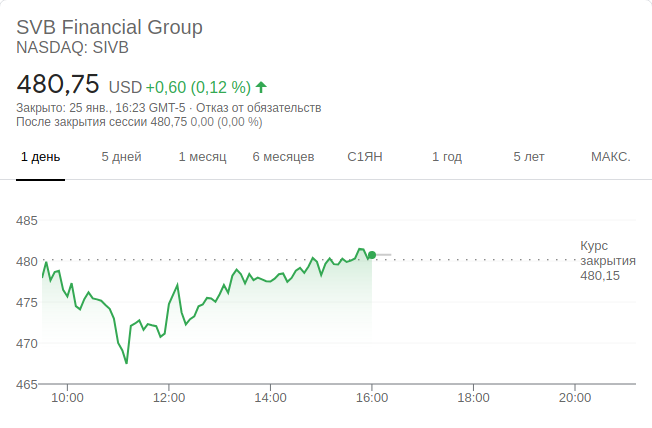 SVB Financial Group
NASDAQ: SIVB
480,75 USD +0,60 (0,12 %)
Закрыто: 25 янв., 16:23 GMT-5 · Отказ от обязательств
После закрытия сессии 480,75 0,00 (0,00 %)
1 день 5 дней 1 месяц 6 месяцев С1ЯН 1 год 5 лет МАКС.
485
480
475
470
465
Курс
закрытия
480,15
10:00 12:00 14:00 16:00 18:00 20:00